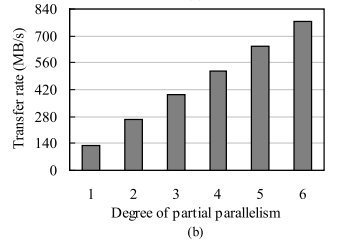 Transfer rate (MB/s)
840
700
560
420
280
140
0
1 2 3 4 5 6
Degree of partial parallelism
(b)